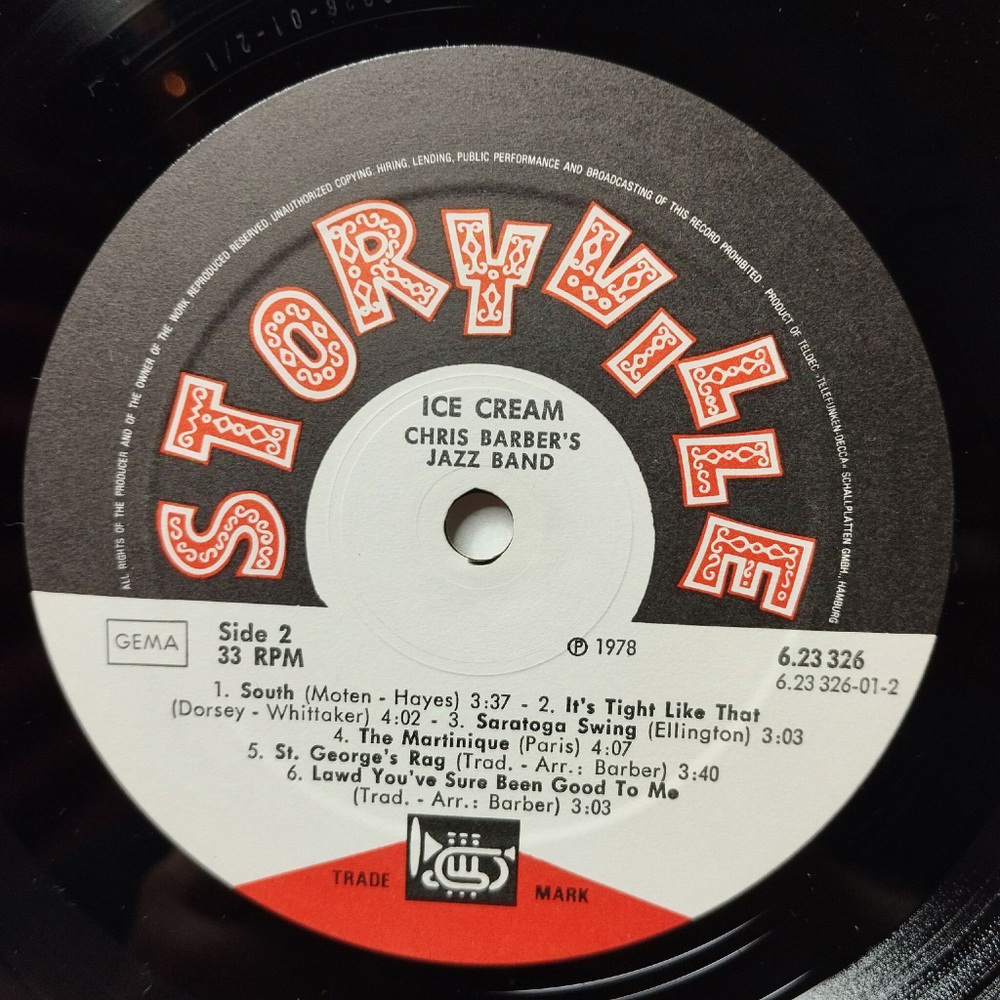 ALL RIGHTS OF THE PRODUCER AND OF THE OWNER OF THE WORK REPRODUCED RESERVED. UNAUTHORIZED COPYING, HIRING, LENDING, PUBLIC PERFORMANCE AND BROADCASTING OF THIS RECORD PROHIBITED PRODUCT OF TELDEC »TELEFUNKEN-DECCA« SCHALLPLATTEN GMBH., HAMBURG
STORYVILLE
ICE CREAM
CHRIS BARBER'S
JAZZ BAND
GEMA
Side 2
33 RPM
℗ 1978
6.23 326
6.23 326-01-2
1. South (Moten - Hayes) 3:37 - 2. It's Tight Like That
(Dorsey - Whittaker) 4:02 - 3. Saratoga Swing (Ellington) 3:03
4. The Martinique (Paris) 4:07
5. St. George's Rag (Trad. - Arr.: Barber) 3:40
6. Lawd You've Sure Been Good To Me
(Trad. - Arr.: Barber) 3:03
TRADE MARK